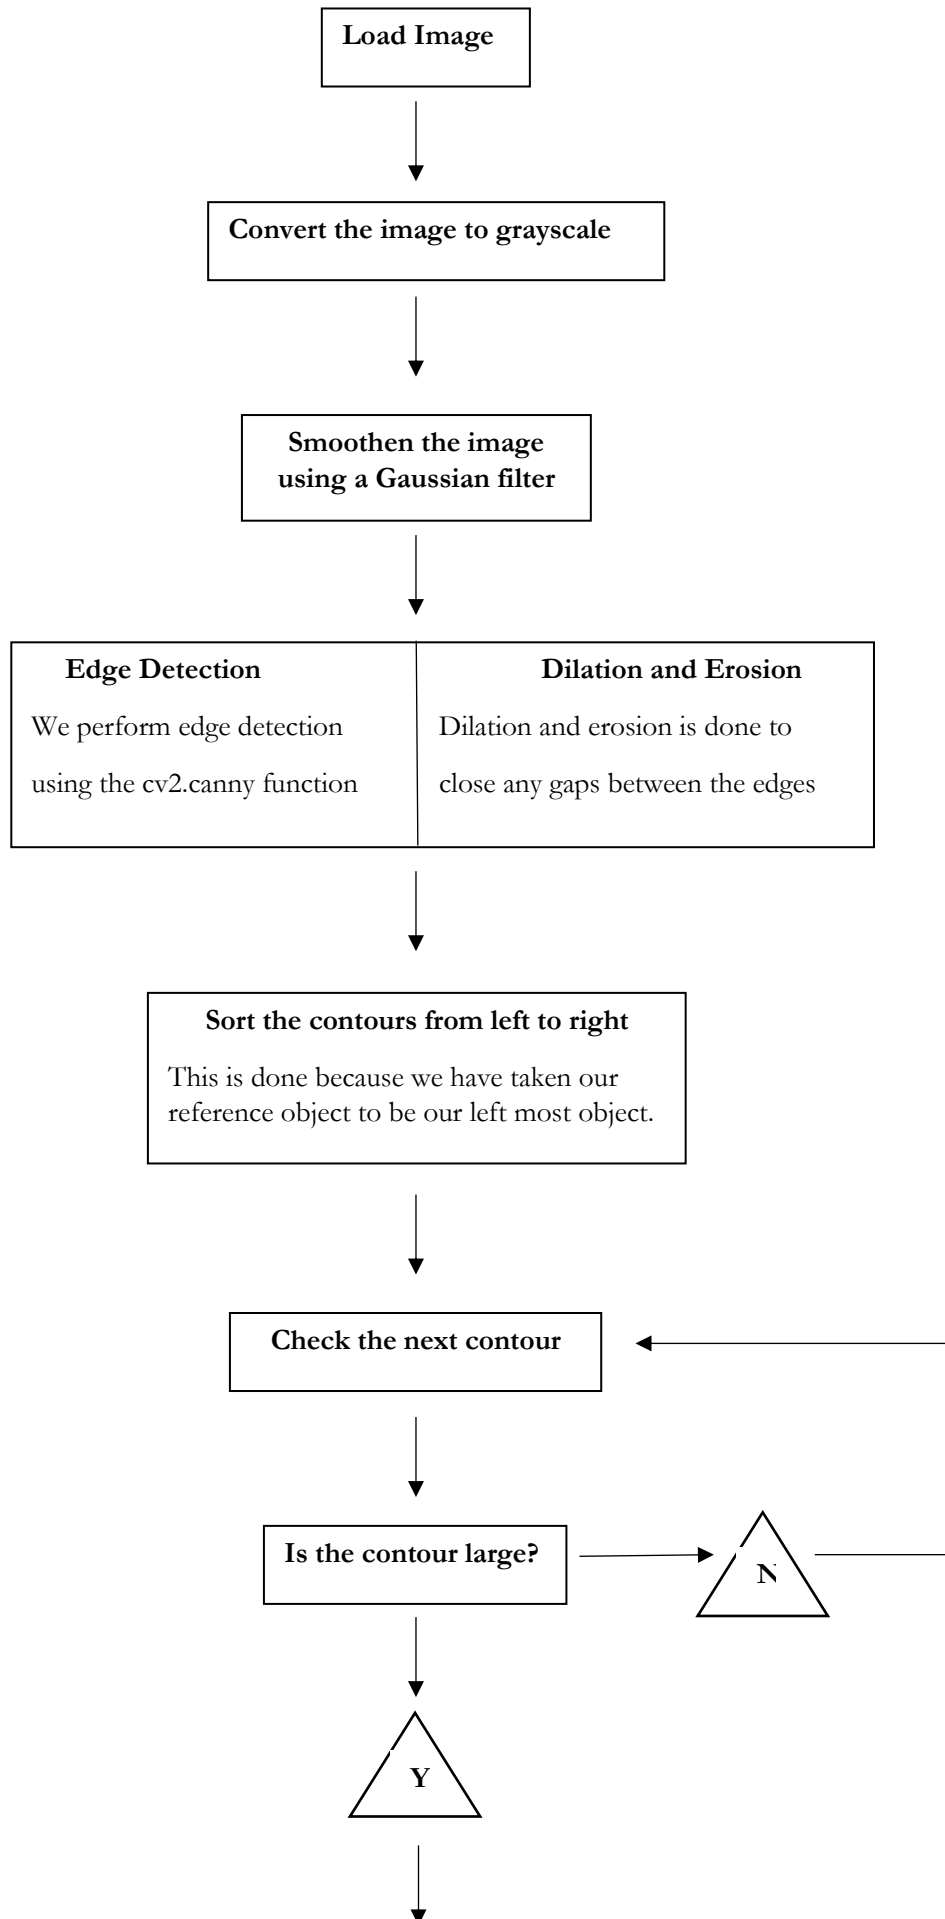 Load Image
Convert the image to grayscale
Smoothen the image
using a Gaussian filter
Edge Detection
We perform edge detection
using the cv2.canny function
Dilation and Erosion
Dilation and erosion is done to
close any gaps between the edges
Sort the contours from left to right
This is done because we have taken our
reference object to be our left most object.
Check the next contour
Is the contour large?
N
Y